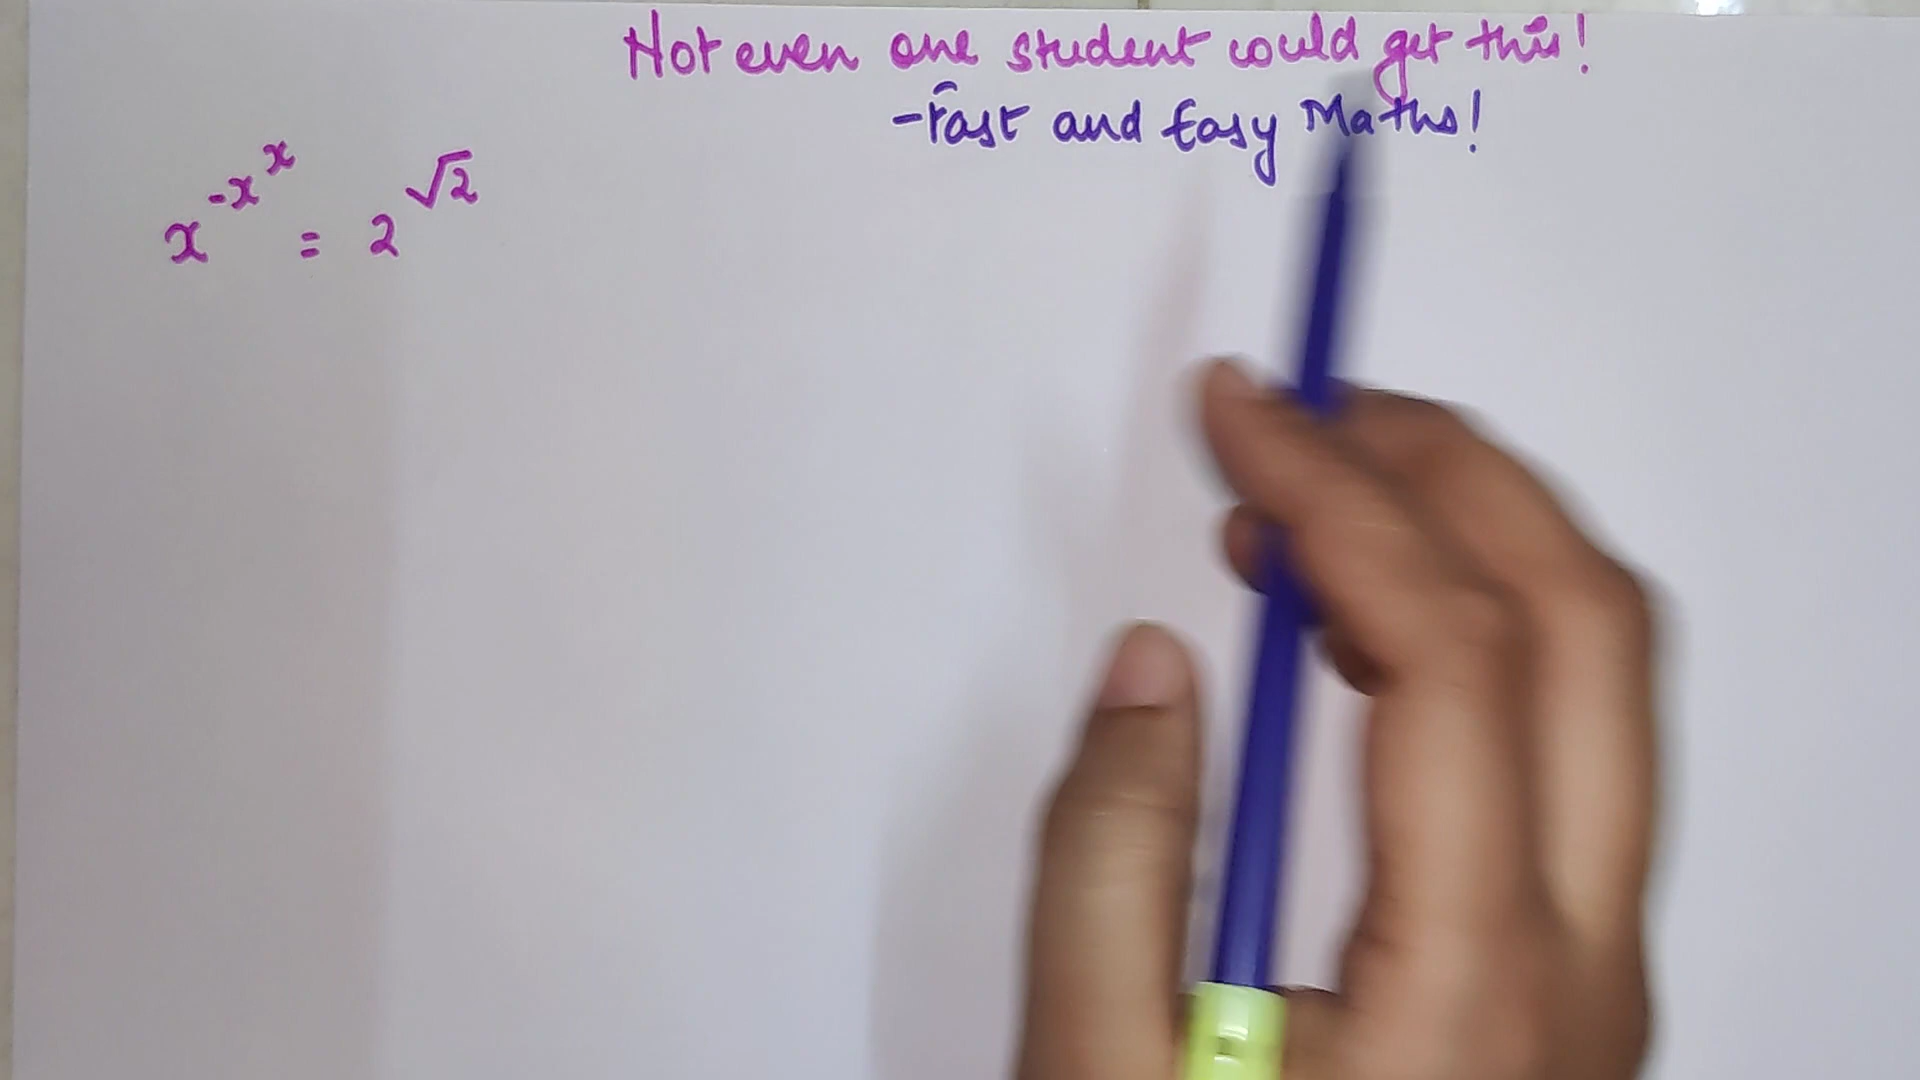 Not even one student could get this!
-Fast and Easy Maths!
x^{-x^x} = 2^{√2}